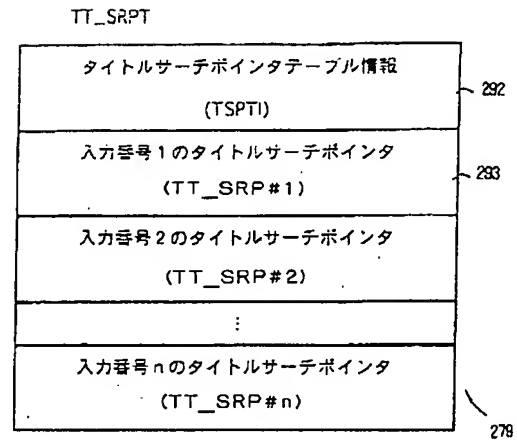 TT_SRPT
タイトルサーチポインタテーブル情報
(TSPTI)
292
入力番号1のタイトルサーチポインタ
(TT_SRP#1)
293
入力番号2のタイトルサーチポインタ
(TT_SRP#2)
⋮
入力番号nのタイトルサーチポインタ
(TT_SRP#n)
279